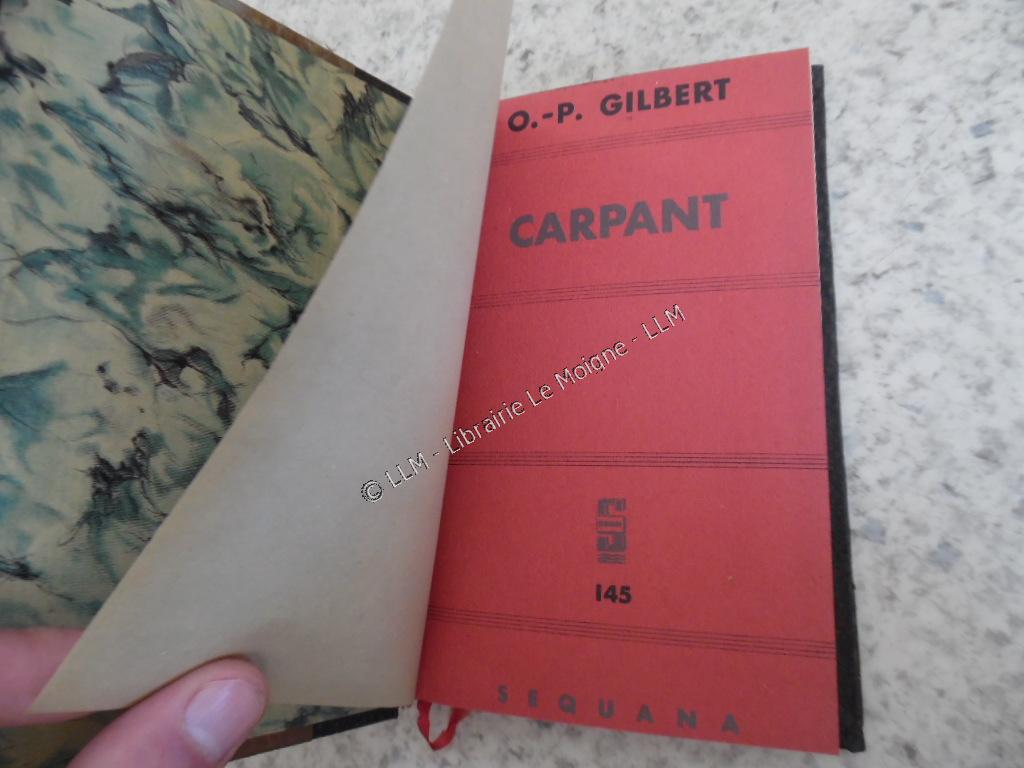 O.-P. GILBERT
CARPANT
© LLM - Librairie Le Moigne - LLM
145
SEQUANA